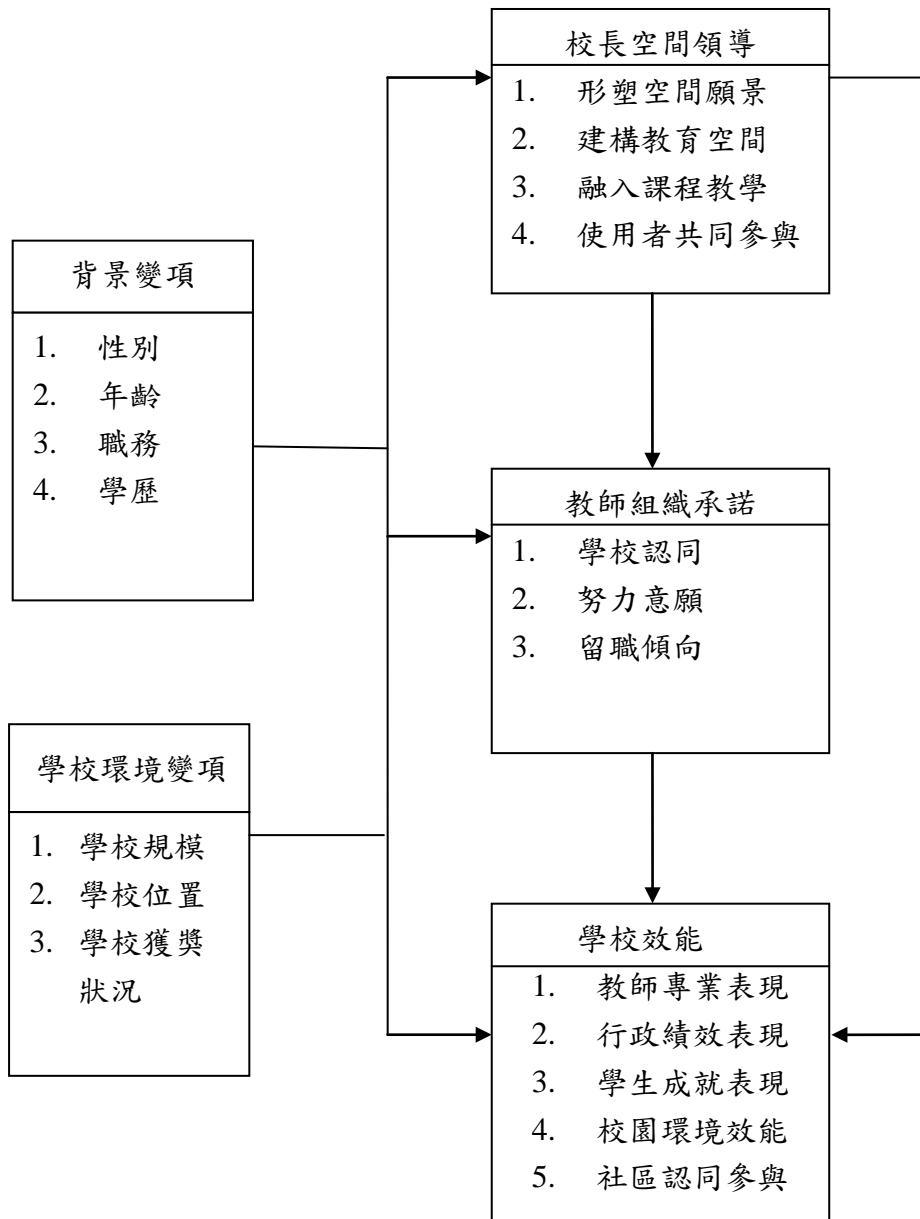 校長空間領導
1. 形塑空間願景
2. 建構教育空間
3. 融入課程教學
4. 使用者共同參與
背景變項
1. 性別
2. 年齡
3. 職務
4. 學歷
教師組織承諾
1. 學校認同
2. 努力意願
3. 留職傾向
學校環境變項
1. 學校規模
2. 學校位置
3. 學校獲獎
狀況
學校效能
1. 教師專業表現
2. 行政績效表現
3. 學生成就表現
4. 校園環境效能
5. 社區認同參與